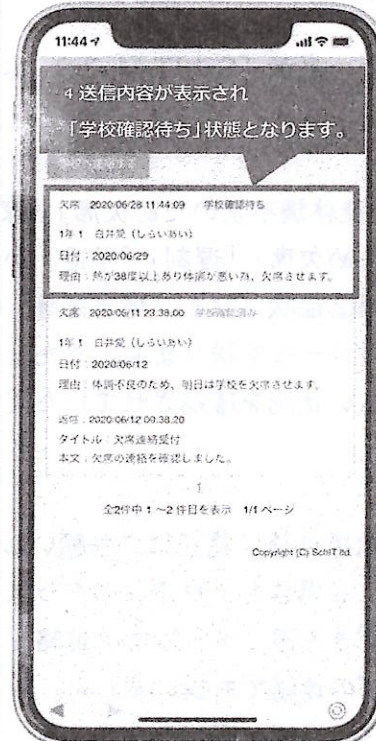 11:44
4 送信内容が表示され
「学校確認待ち」状態となります。
欠席 2020/06/28 11:44:09 学校確認待ち
1年 1 白井愛（しらいあい）
日付：2020/06/29
理由：熱が38度以上あり体調が悪い為、欠席させます。
欠席 2020/06/11 23:38:00 学校確認済み
1年 1 白井愛（しらいあい）
日付：2020/06/12
理由：体調不良のため、明日は学校を欠席させます。
返信：2020/06/12 09:38:20
タイトル：欠席連絡受付
本文：欠席の連絡を確認しました。
1
全2件中 1 ～2 件目を表示 1/1 ページ
Copyright (C) SchIT ltd.